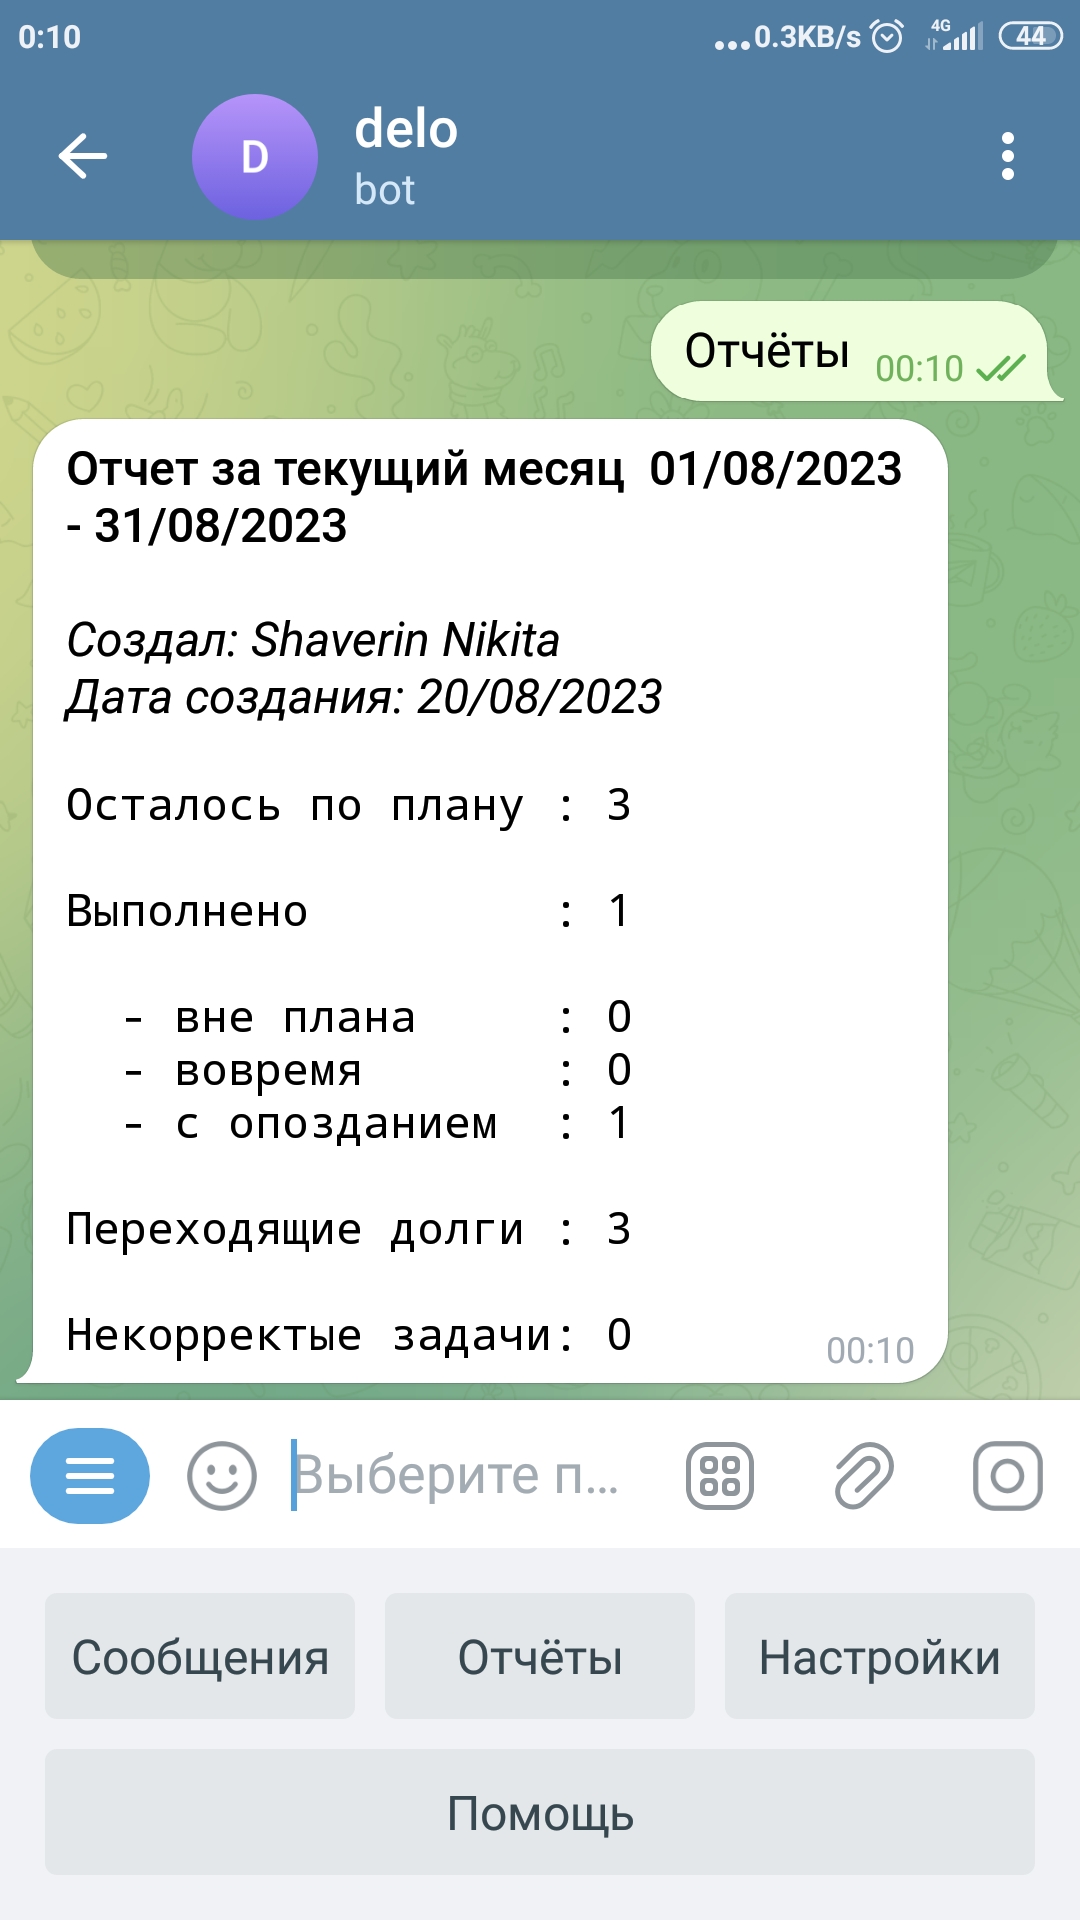 0:10
...0.3KB/s 4G 44
D
delo
bot
Отчёты 00:10
Отчет за текущий месяц 01/08/2023
- 31/08/2023
Создал: Shaverin Nikita
Дата создания: 20/08/2023
Осталось по плану : 3
Выполнено : 1
- вне плана : 0
- вовремя : 0
- с опозданием : 1
Переходящие долги : 3
Некорректые задачи: 0
00:10
Выберите п...
Сообщения Отчёты Настройки
Помощь